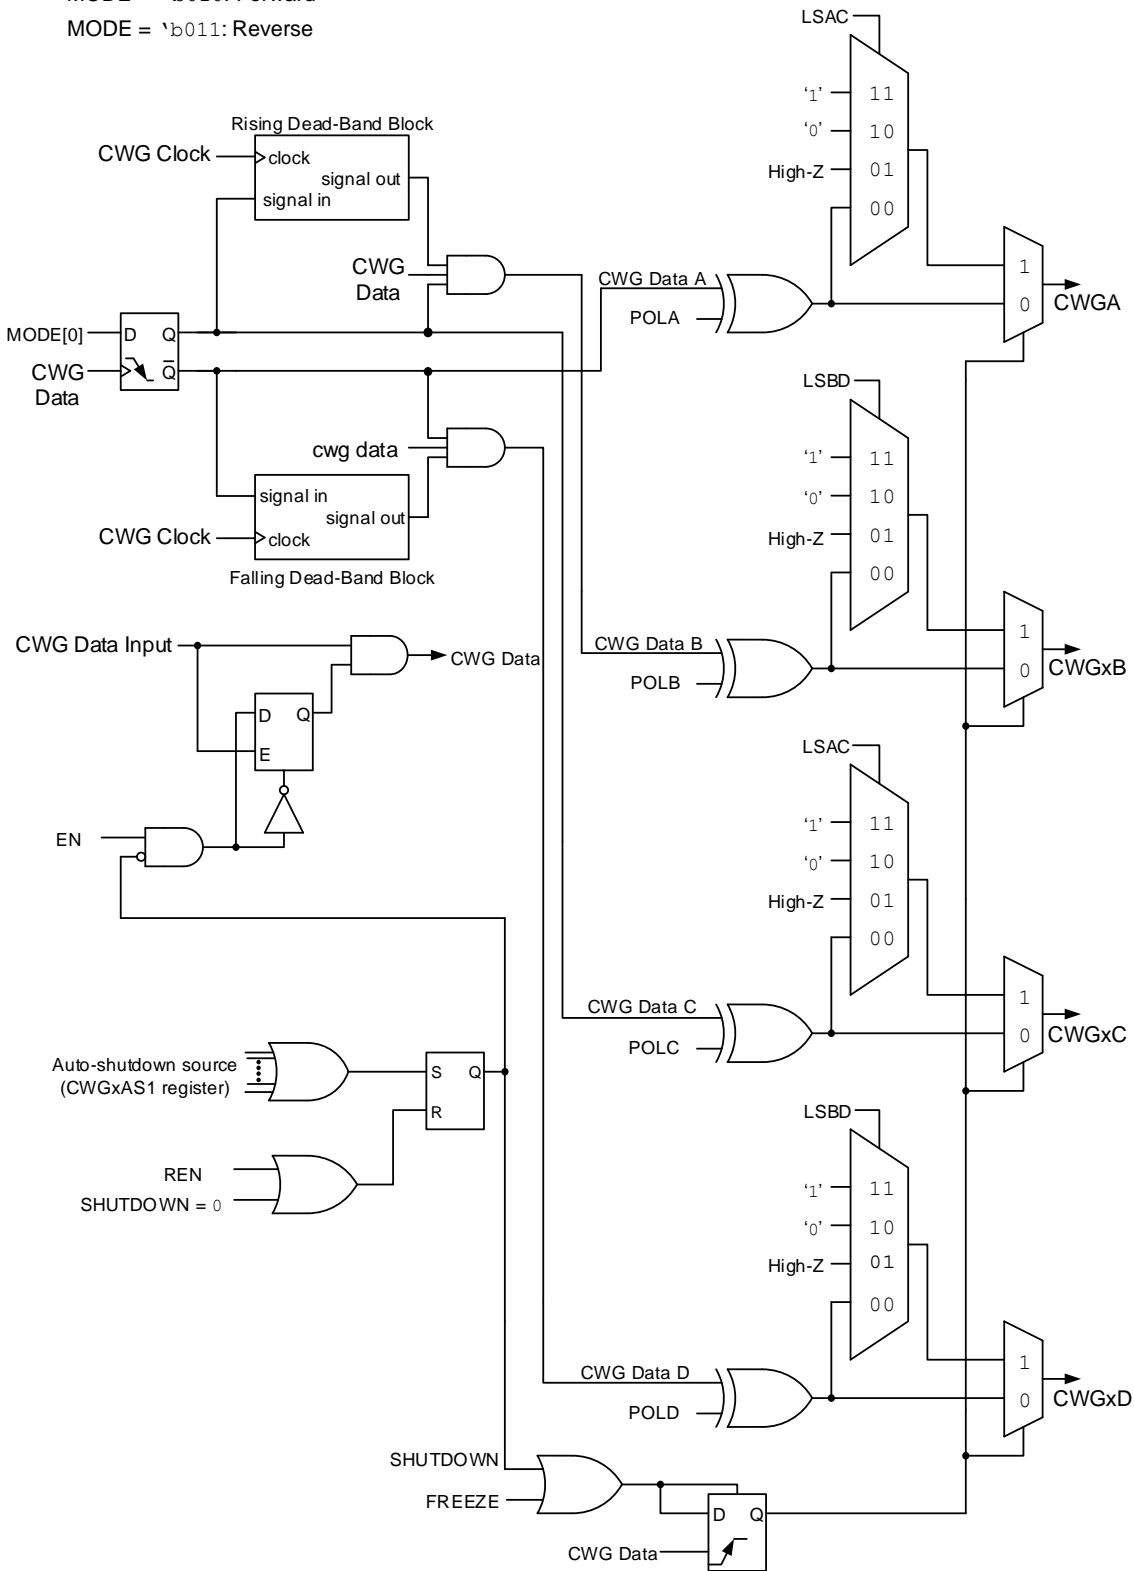 MODE = 'b010: Forward
MODE = ‘b011: Reverse
LSAC
‘1’ 11
‘0’ 10
High-Z 01
00
1
0
CWGA
Rising Dead-Band Block
CWG Clock
clock
signal out
signal in
CWG
Data
CWG Data A
POLA
MODE[0]
D Q
Q
CWG
Data
cwg data
signal in
signal out
CWG Clock
clock
Falling Dead-Band Block
LSBD
‘1’ 11
‘0’ 10
High-Z 01
00
1
0
CWGxB
CWG Data B
POLB
CWG Data Input
CWG Data
D Q
E
EN
LSAC
‘1’ 11
‘0’ 10
High-Z 01
00
1
0
CWGxC
CWG Data C
POLC
Auto-shutdown source
(CWGxAS1 register)
S Q
R
REN
SHUTDOWN = 0
LSBD
‘1’ 11
‘0’ 10
High-Z 01
00
1
0
CWGxD
CWG Data D
POLD
SHUTDOWN
FREEZE
D Q
CWG Data